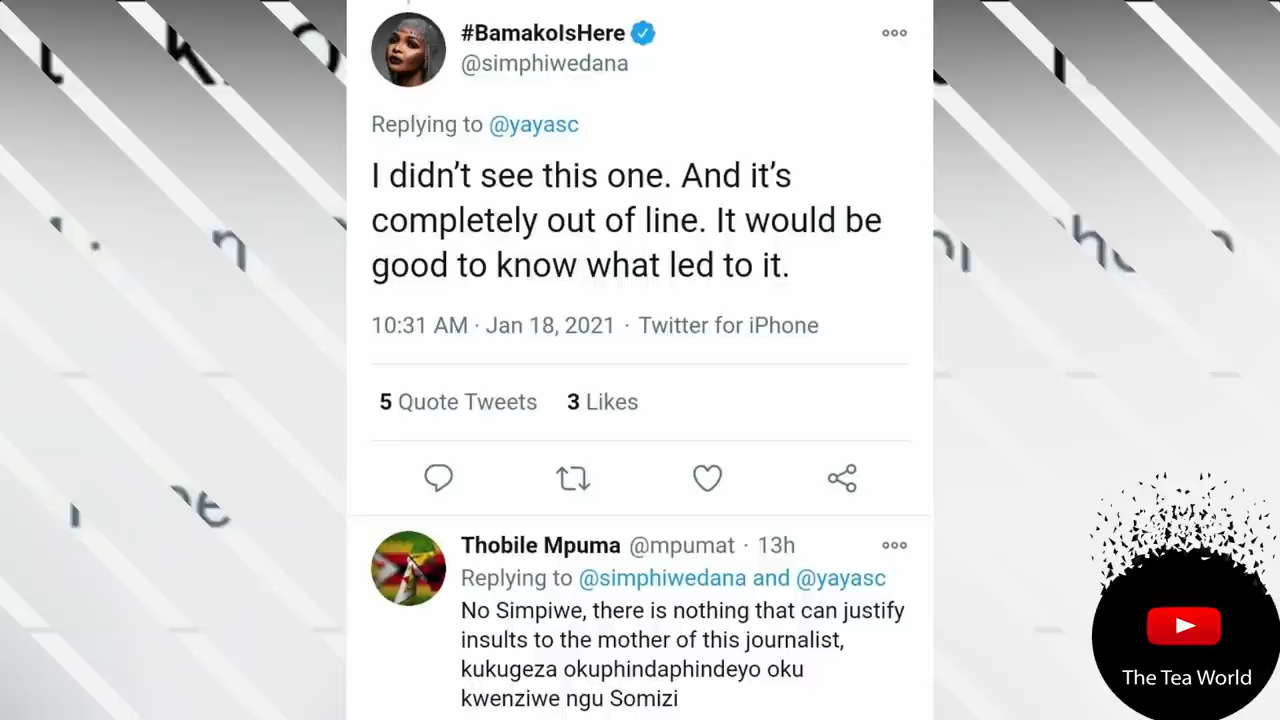 #BamakoIsHere
@simphiwedana
Replying to @yayasc
I didn’t see this one. And it’s
completely out of line. It would be
good to know what led to it.
10:31 AM · Jan 18, 2021 · Twitter for iPhone
5 Quote Tweets 3 Likes
Thobile Mpuma @mpumat · 13h
Replying to @simphiwedana and @yayasc
No Simpiwe, there is nothing that can justify
insults to the mother of this journalist,
kukugeza okuphindaphindeyo oku
kwenziwe ngu Somizi
The Tea World